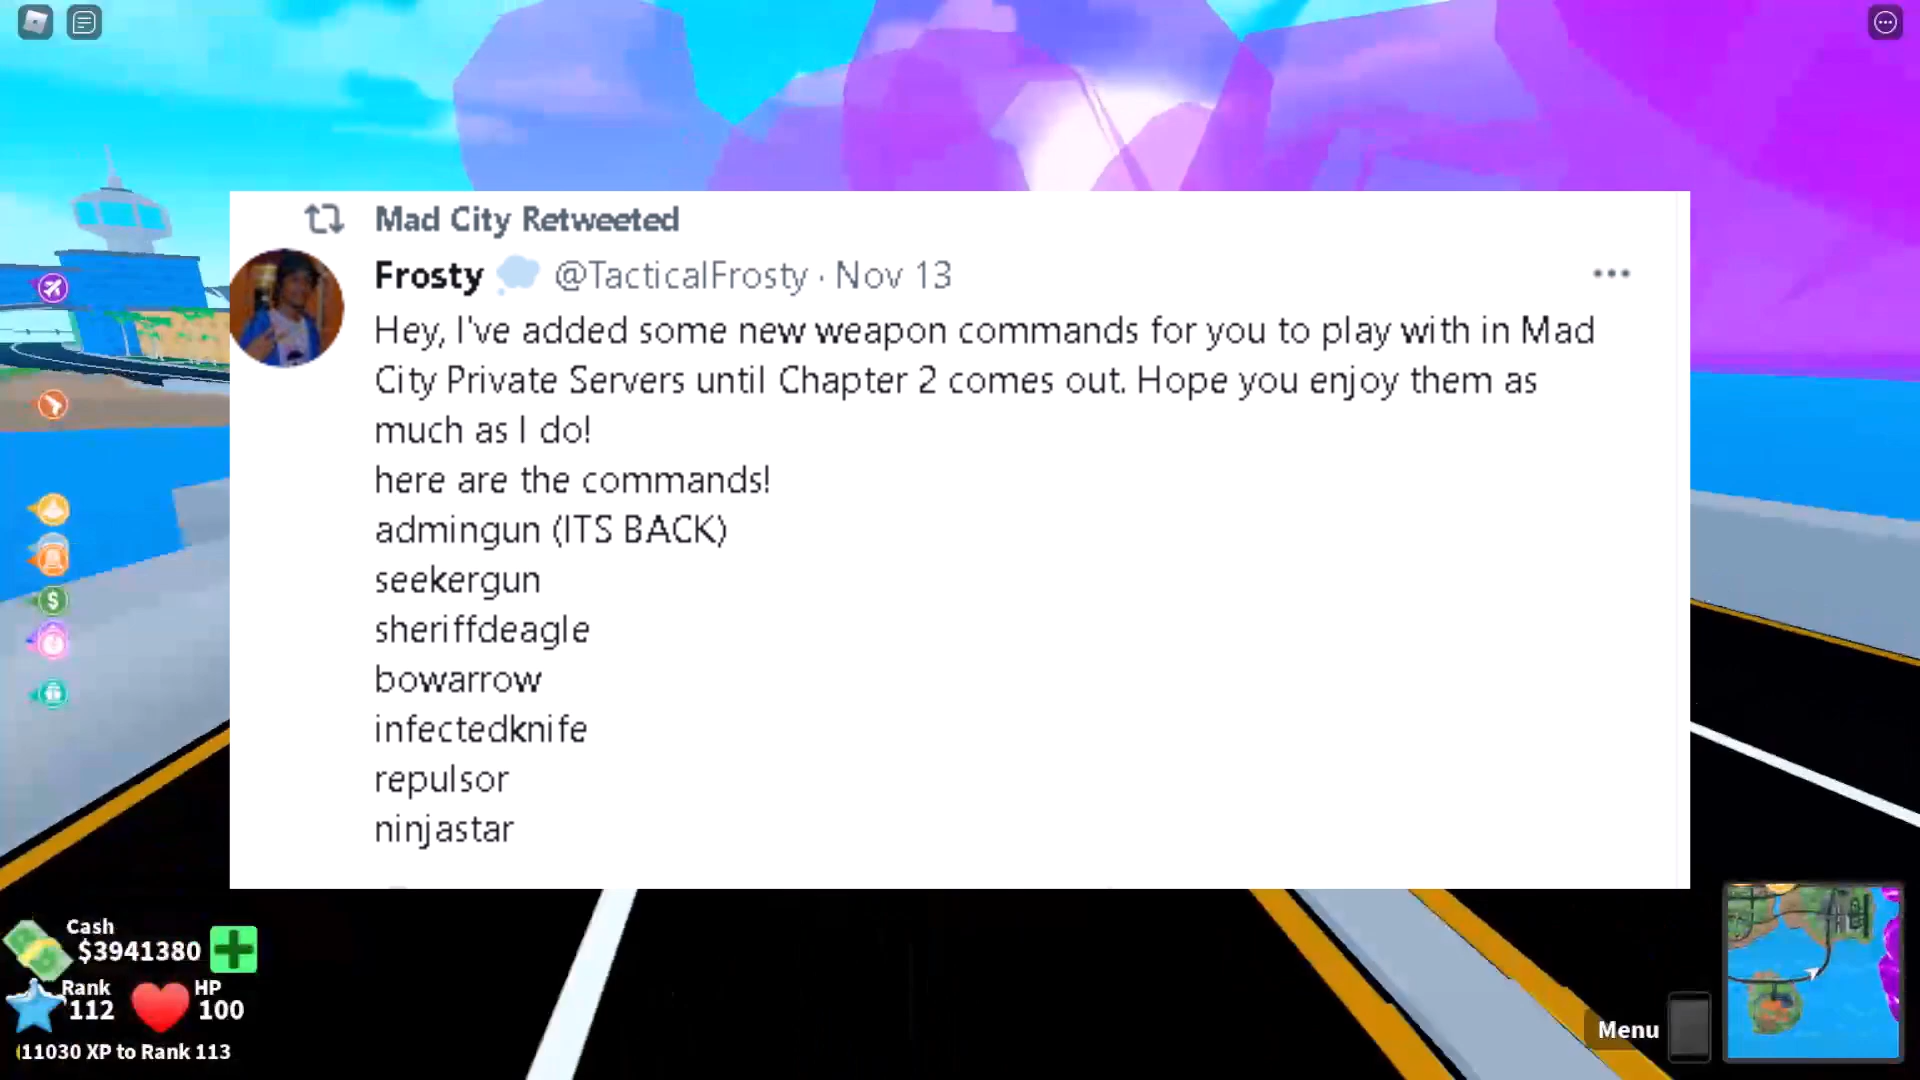 Mad City Retweeted
Frosty @TacticalFrosty · Nov 13
Hey, I've added some new weapon commands for you to play with in Mad
City Private Servers until Chapter 2 comes out. Hope you enjoy them as
much as I do!
here are the commands!
admingun (ITS BACK)
seekergun
sheriffdeagle
bowarrow
infectedknife
repulsor
ninjastar
Cash
$3941380
Rank
112
HP
100
11030 XP to Rank 113
Menu